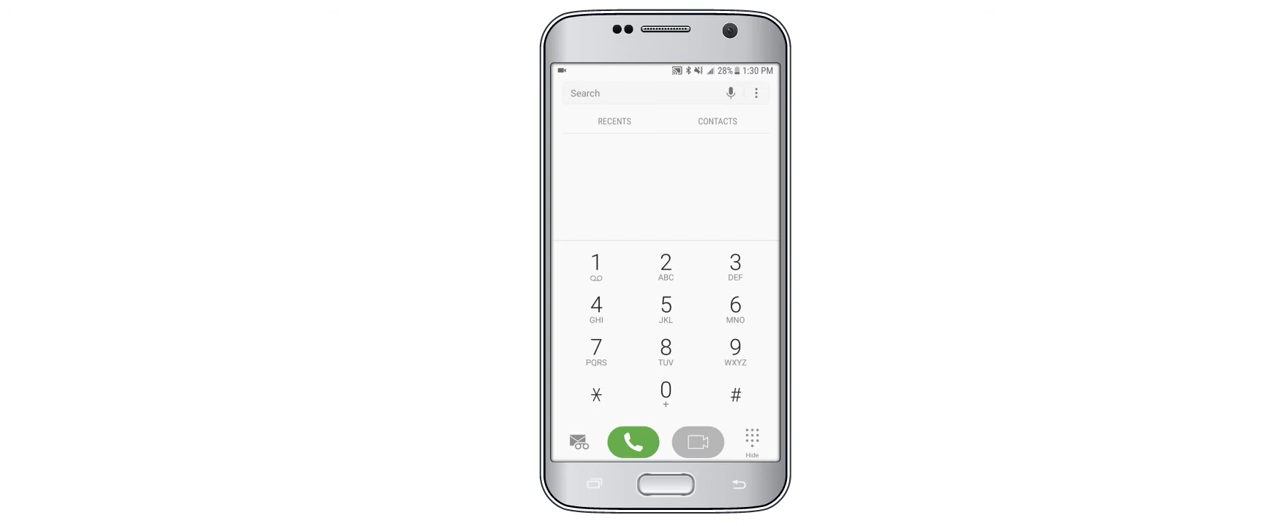 28% 1:30 PM
Search
RECENTS CONTACTS
1 2 3
ABC DEF
4 5 6
GHI JKL MNO
7 8 9
PQRS TUV WXYZ
* 0 #
+
Hide